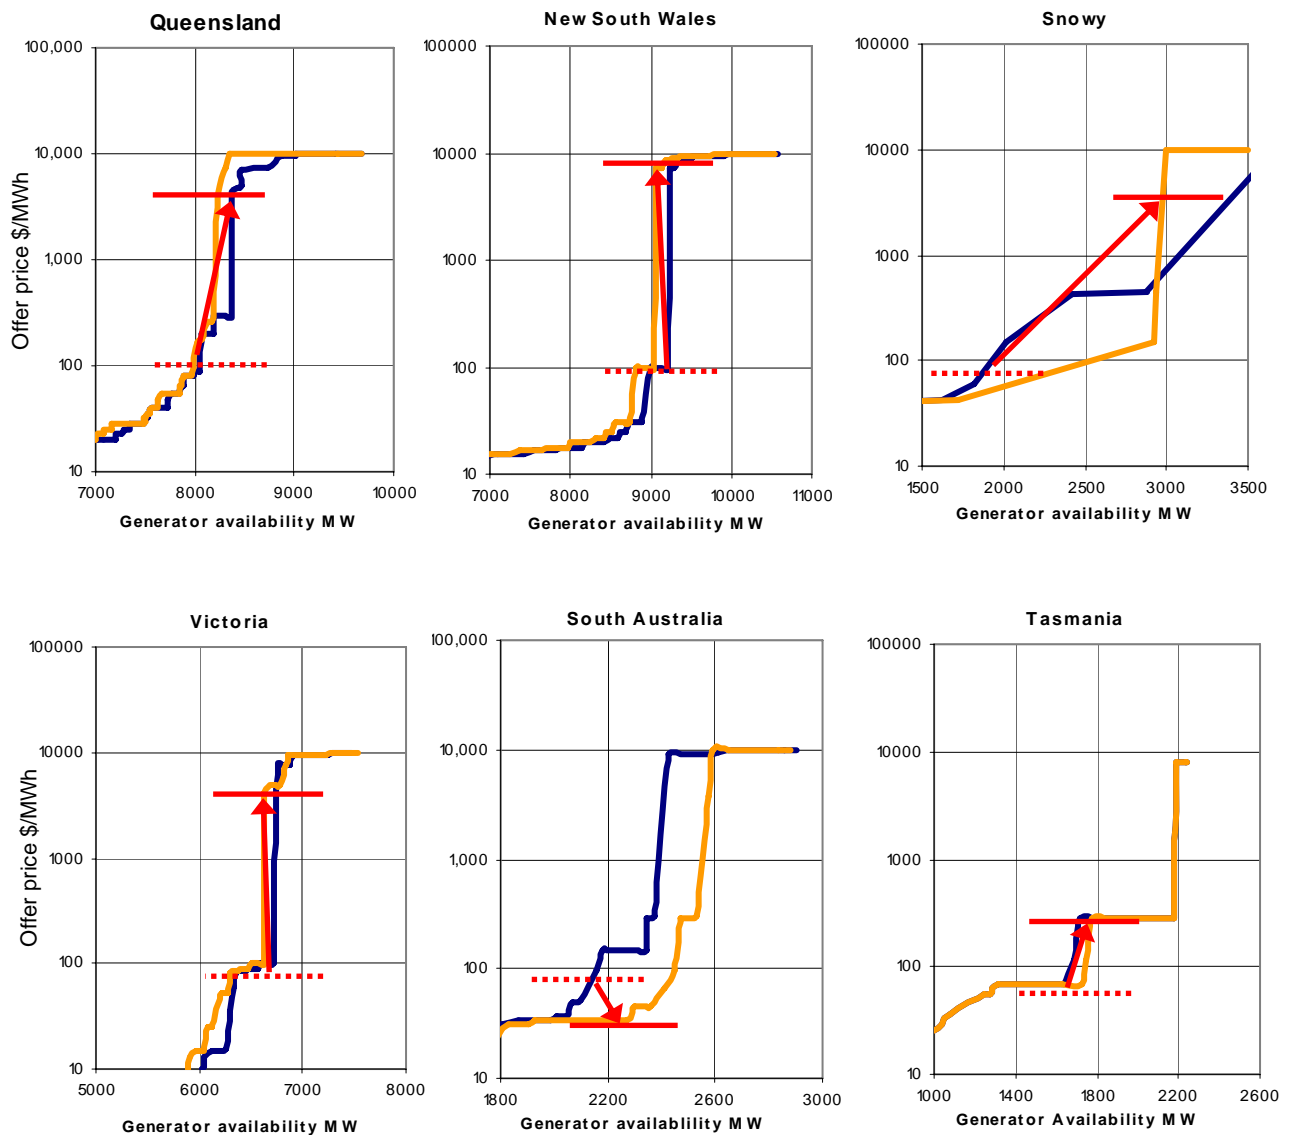 Queensland
100,000
10,000
1,000
100
10
7000 8000 9000 10000
Offer price $/MWh
Generator availability MW
New South Wales
100000
10000
1000
100
10
7000 8000 9000 10000 11000
Generator availability MW
Snowy
100000
10000
1000
100
10
1500 2000 2500 3000 3500
Generator availability MW
Victoria
100000
10000
1000
100
10
5000 6000 7000 8000
Offer price $/MWh
Generator availability MW
South Australia
100,000
10,000
1,000
100
10
1800 2200 2600 3000
Generator availablility MW
Tasmania
100000
10000
1000
100
10
1000 1400 1800 2200 2600
Generator Availability MW